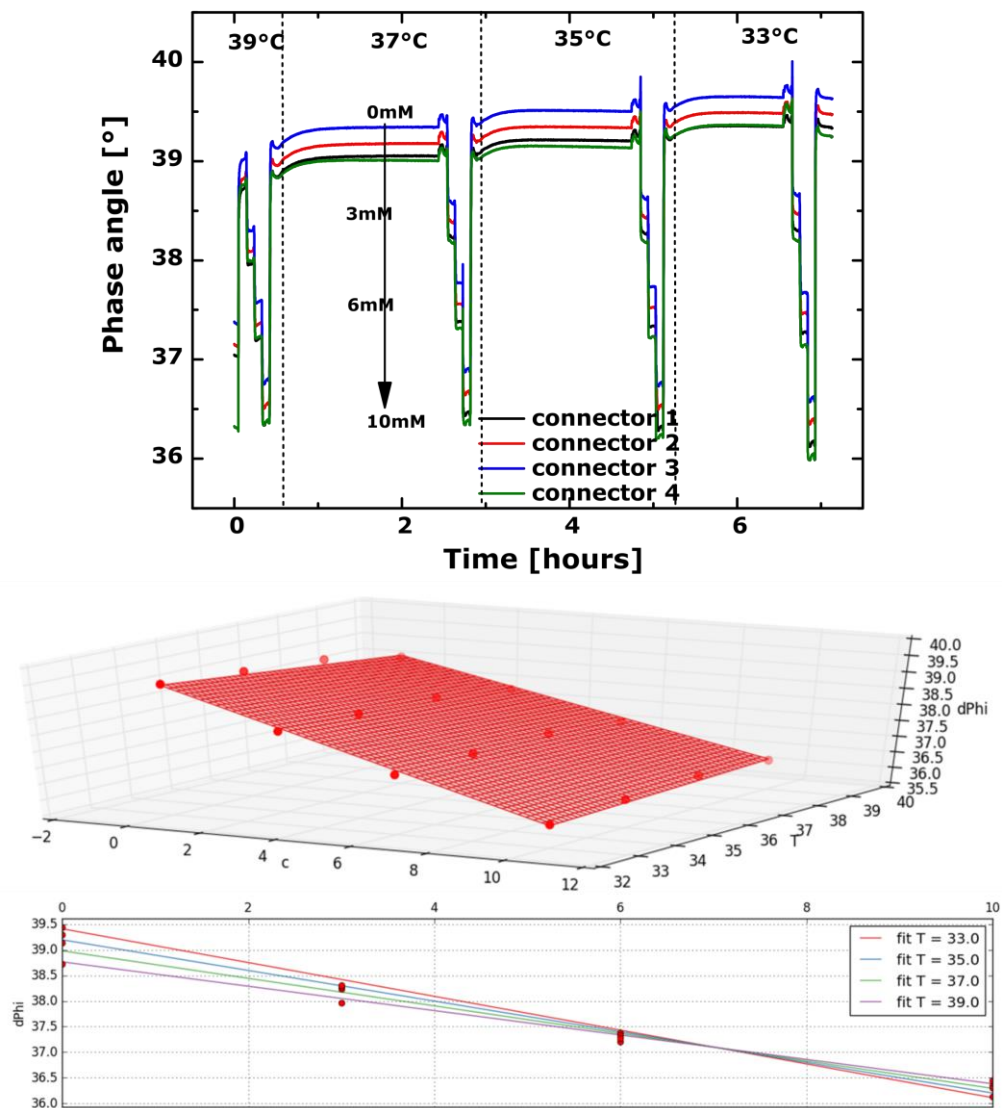 39°C 37°C 35°C 33°C
40
39
38
37
36
Phase angle [°]
0mM
3mM
6mM
10mM
connector 1
connector 2
connector 3
connector 4
0 2 4 6
Time [hours]
40.0
39.5
39.0
38.5
38.0
37.5
37.0
36.5
36.0
35.5
dPhi
−2 0 2 4 6 8 10 12
c
32 33 34 35 36 37 38 39 40
T
0 2 4 6 8 10
39.5
39.0
38.5
38.0
37.5
37.0
36.5
36.0
dPhi
fit T = 33.0
fit T = 35.0
fit T = 37.0
fit T = 39.0